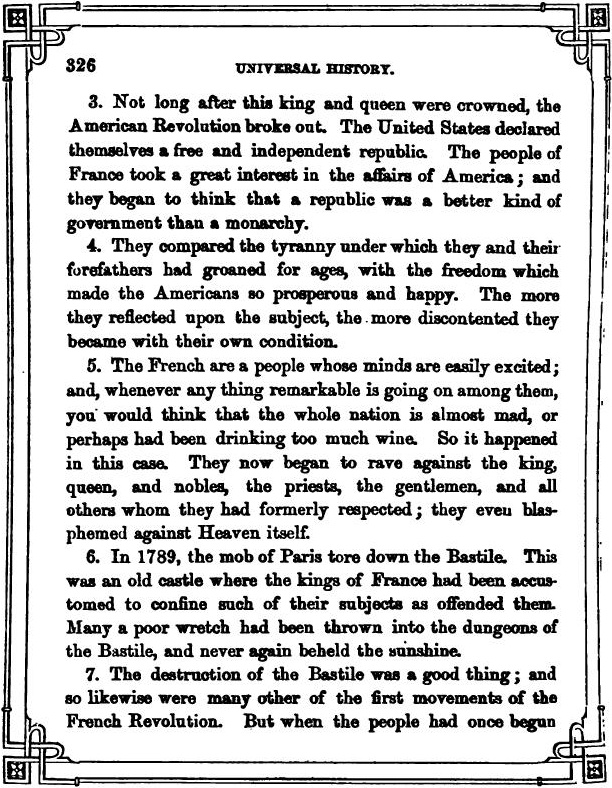 326
UNIVERSAL HISTORY.
3. Not long after this king and queen were crowned, the
American Revolution broke out. The United States declared
themselves a free and independent republic. The people of
France took a great interest in the affairs of America; and
they began to think that a republic was a better kind of
government than a monarchy.
4. They compared the tyranny under which they and their
forefathers had groaned for ages, with the freedom which
made the Americans so prosperous and happy. The more
they reflected upon the subject, the more discontented they
became with their own condition.
5. The French are a people whose minds are easily excited;
and, whenever any thing remarkable is going on among them,
you would think that the whole nation is almost mad, or
perhaps had been drinking too much wine. So it happened
in this case. They now began to rave against the king,
queen, and nobles, the priests, the gentlemen, and all
others whom they had formerly respected; they even blas-
phemed against Heaven itself.
6. In 1789, the mob of Paris tore down the Bastile. This
was an old castle where the kings of France had been accus-
tomed to confine such of their subjects as offended them.
Many a poor wretch had been thrown into the dungeons of
the Bastile, and never again beheld the sunshine.
7. The destruction of the Bastile was a good thing; and
so likewise were many other of the first movements of the
French Revolution. But when the people had once begun